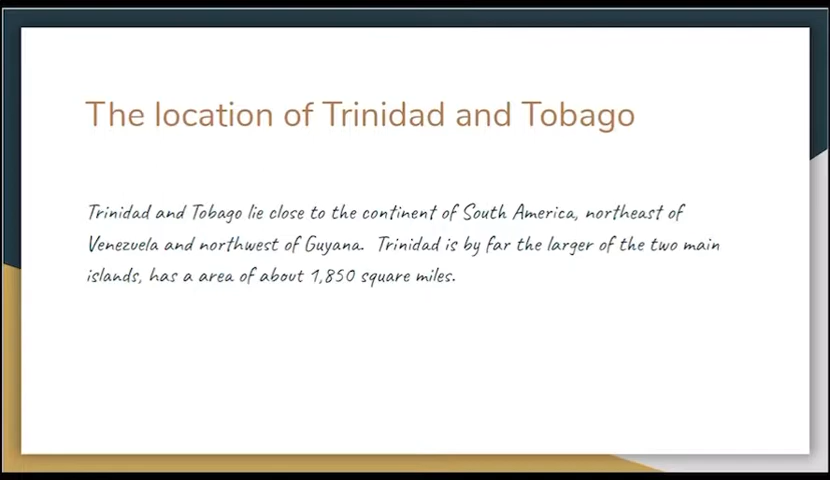 The location of Trinidad and Tobago
Trinidad and Tobago lie close to the continent of South America, northeast of
Venezuela and northwest of Guyana.  Trinidad is by far the larger of the two main
islands, has a area of about 1,850 square miles.